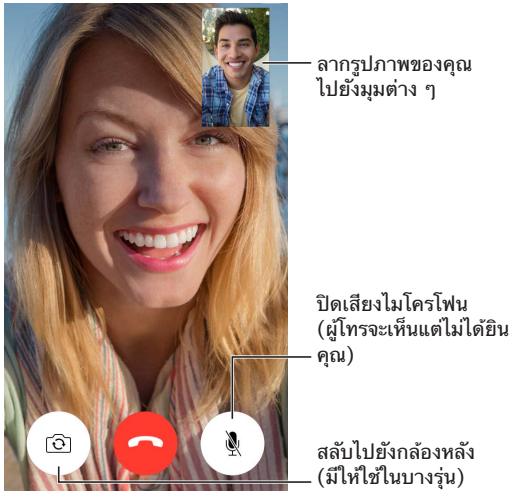 ลากรูปภาพของคุณ
ไปยังมุมต่าง ๆ
ปิดเสียงไมโครโฟน
(ผู้โทรจะเห็นแต่ไม่ได้ยิน
คุณ)
สลับไปยังกล้องหลัง
(มีให้ใช้ในบางรุ่น)